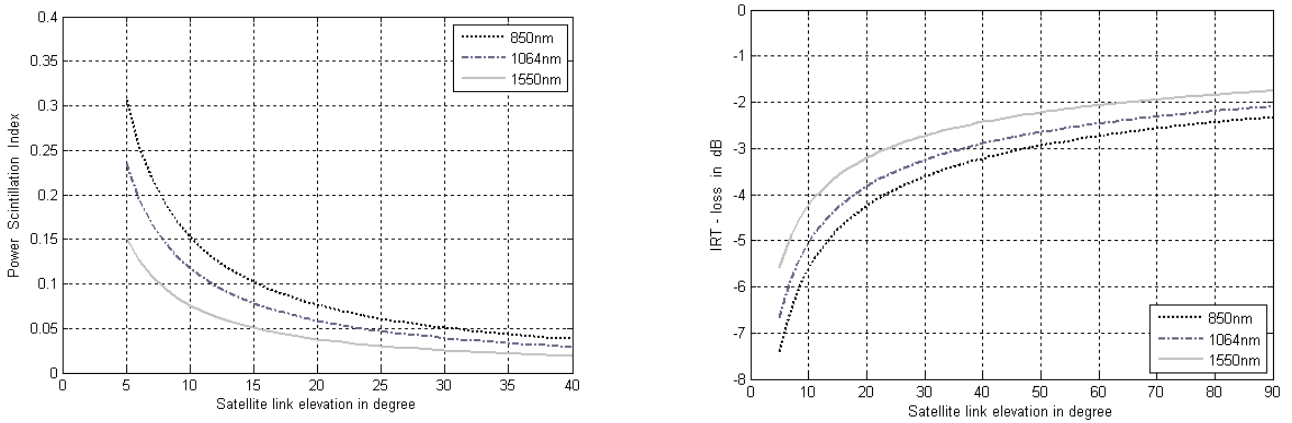 0.4
0.35
0.3
0.25
0.2
0.15
0.1
0.05
0
Power Scintillation Index
0 5 10 15 20 25 30 35 40
Satellite link elevation in degree
850nm
1064nm
1550nm
0
-1
-2
-3
-4
-5
-6
-7
-8
IRT - loss in dB
0 10 20 30 40 50 60 70 80 90
Satellite link elevation in degree
850nm
1064nm
1550nm